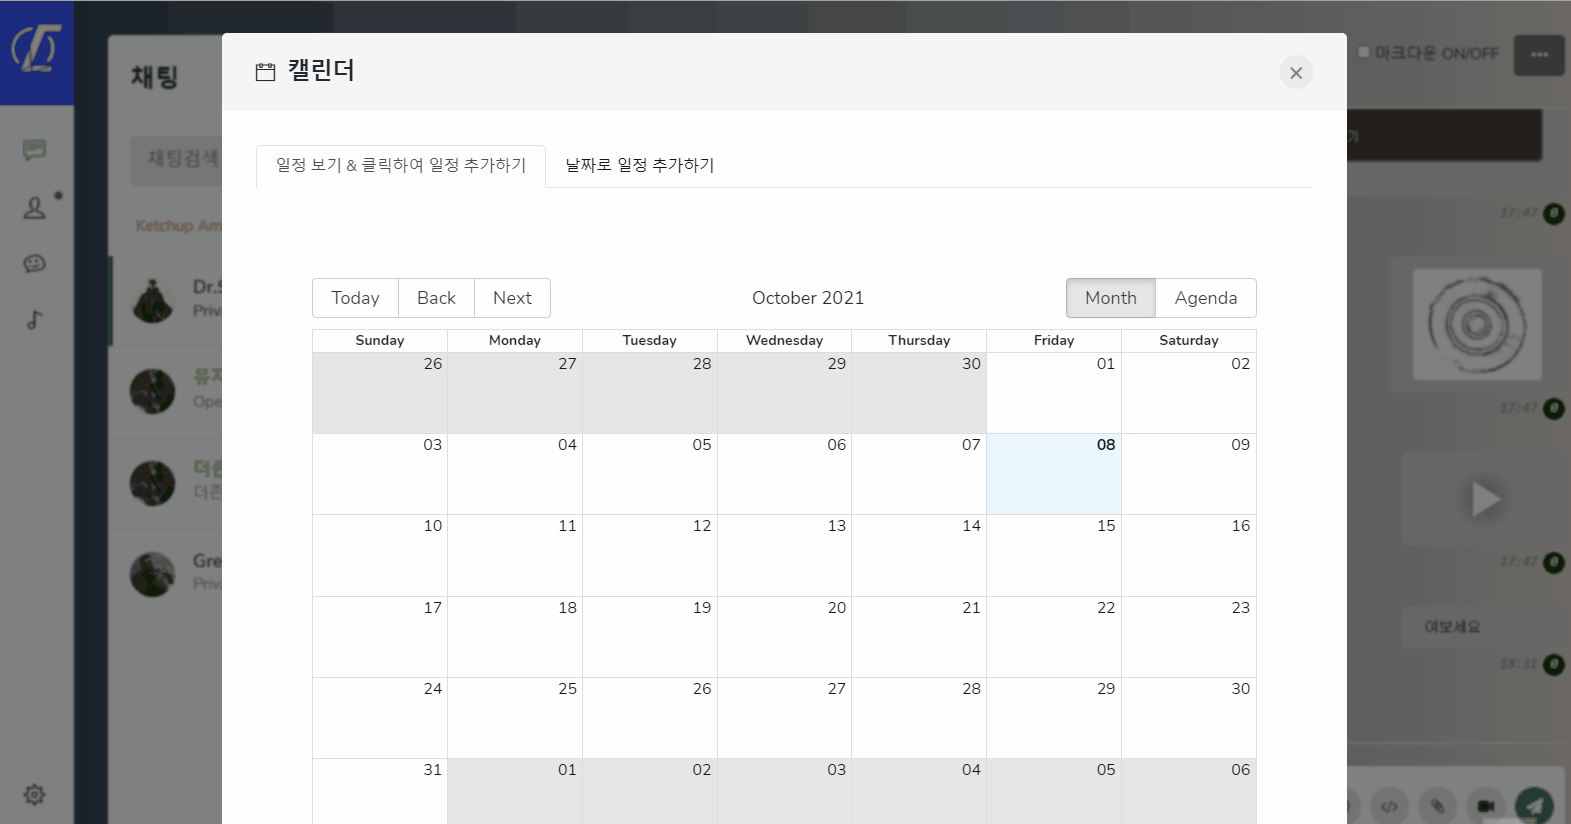 채팅
채팅검색
Ketchup Am
Dr.S
Priv
유저
Ope
더존
더존
Gre
Priv
캘린더
×
일정 보기 & 클릭하여 일정 추가하기
날짜로 일정 추가하기
Today Back Next
October 2021
Month Agenda
Sunday Monday Tuesday Wednesday Thursday Friday Saturday
26 27 28 29 30 01 02
03 04 05 06 07 08 09
10 11 12 13 14 15 16
17 18 19 20 21 22 23
24 25 26 27 28 29 30
31 01 02 03 04 05 06
마크다운 ON/OFF
기
17:47
17:47
17:47
여보세요
18:31